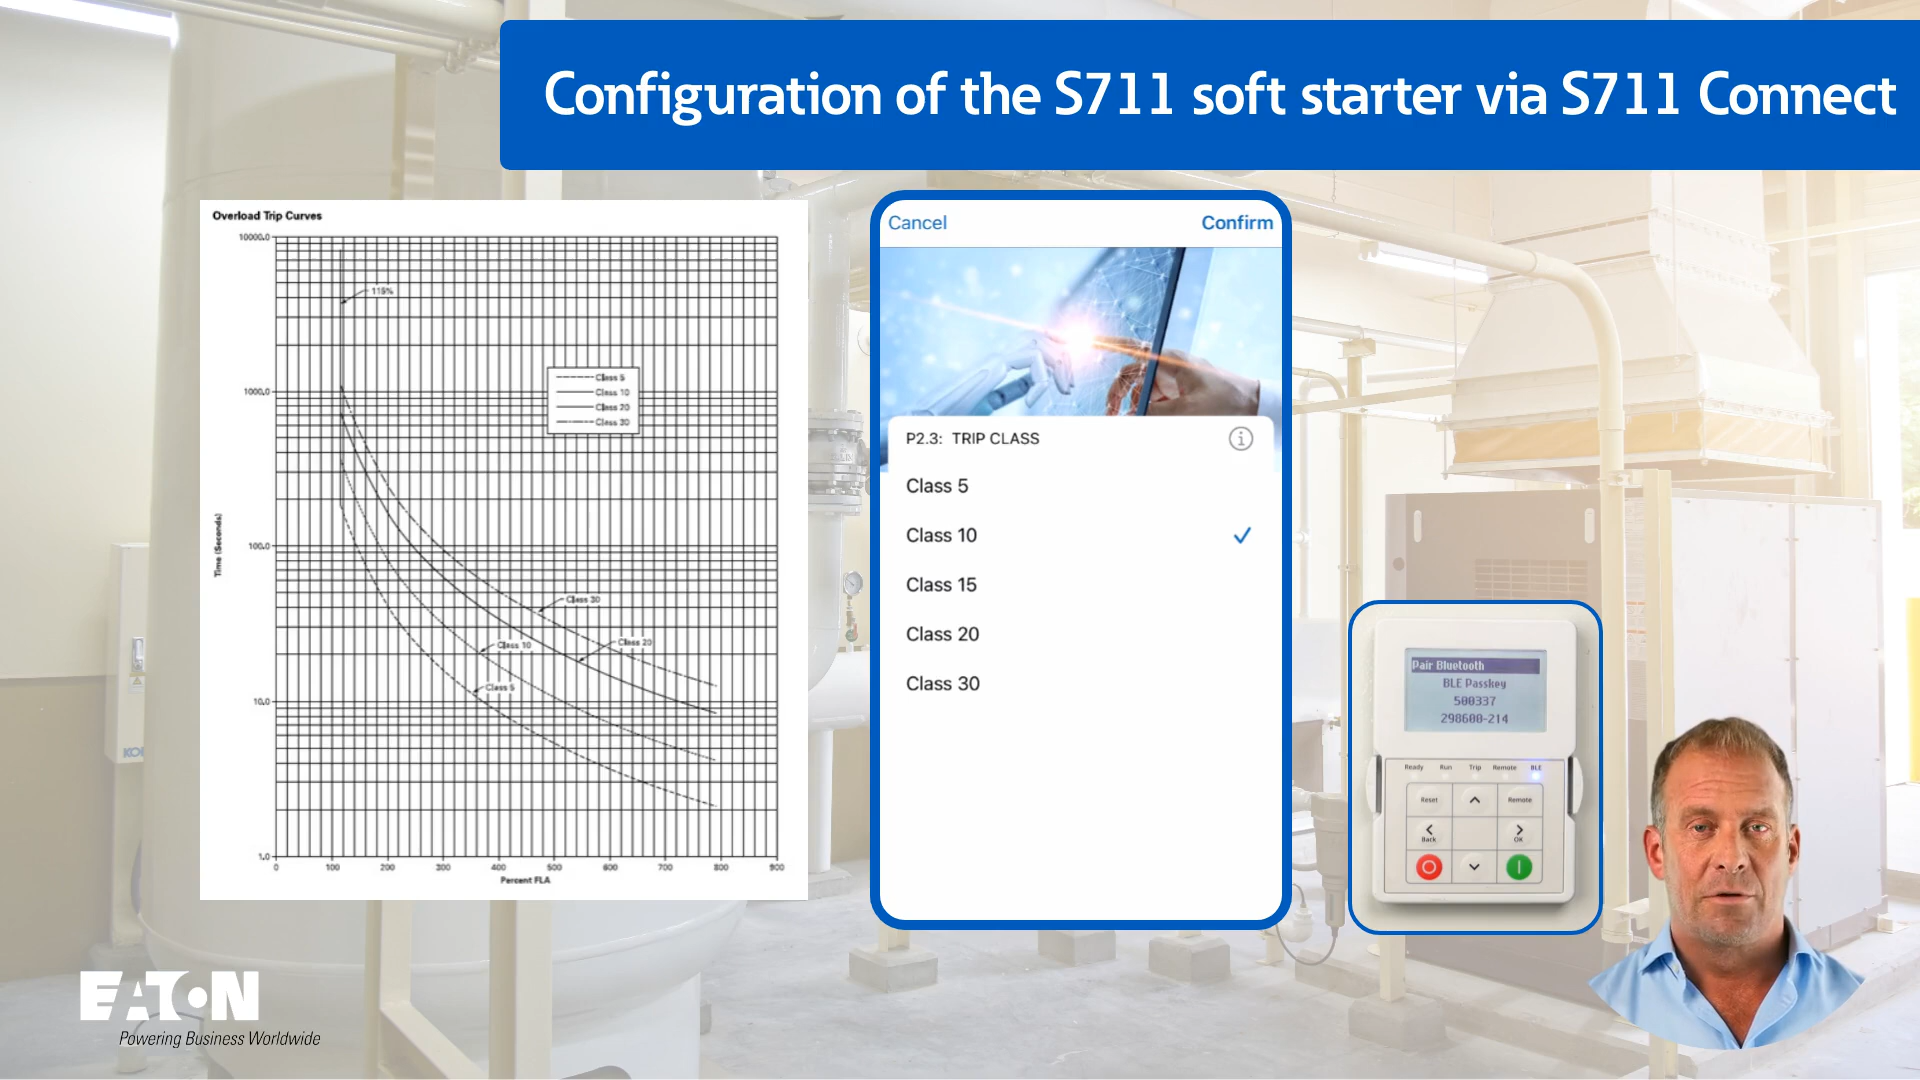 Configuration of the S711 soft starter via S711 Connect
Overload Trip Curves
10000.0
1000.0
100.0
10.0
1.0
Time (Seconds)
115%
Class 5
Class 10
Class 20
Class 30
Class 30
Class 20
Class 10
Class 5
0 100 200 300 400 500 600 700 800 900
Percent FLA
Cancel Confirm
P2.3: TRIP CLASS
Class 5
Class 10
Class 15
Class 20
Class 30
Pair Bluetooth
BLE Passkey
500337
298600-214
Ready Run Trip Remote BLE
Reset Remote
Back OK
EATON
Powering Business Worldwide